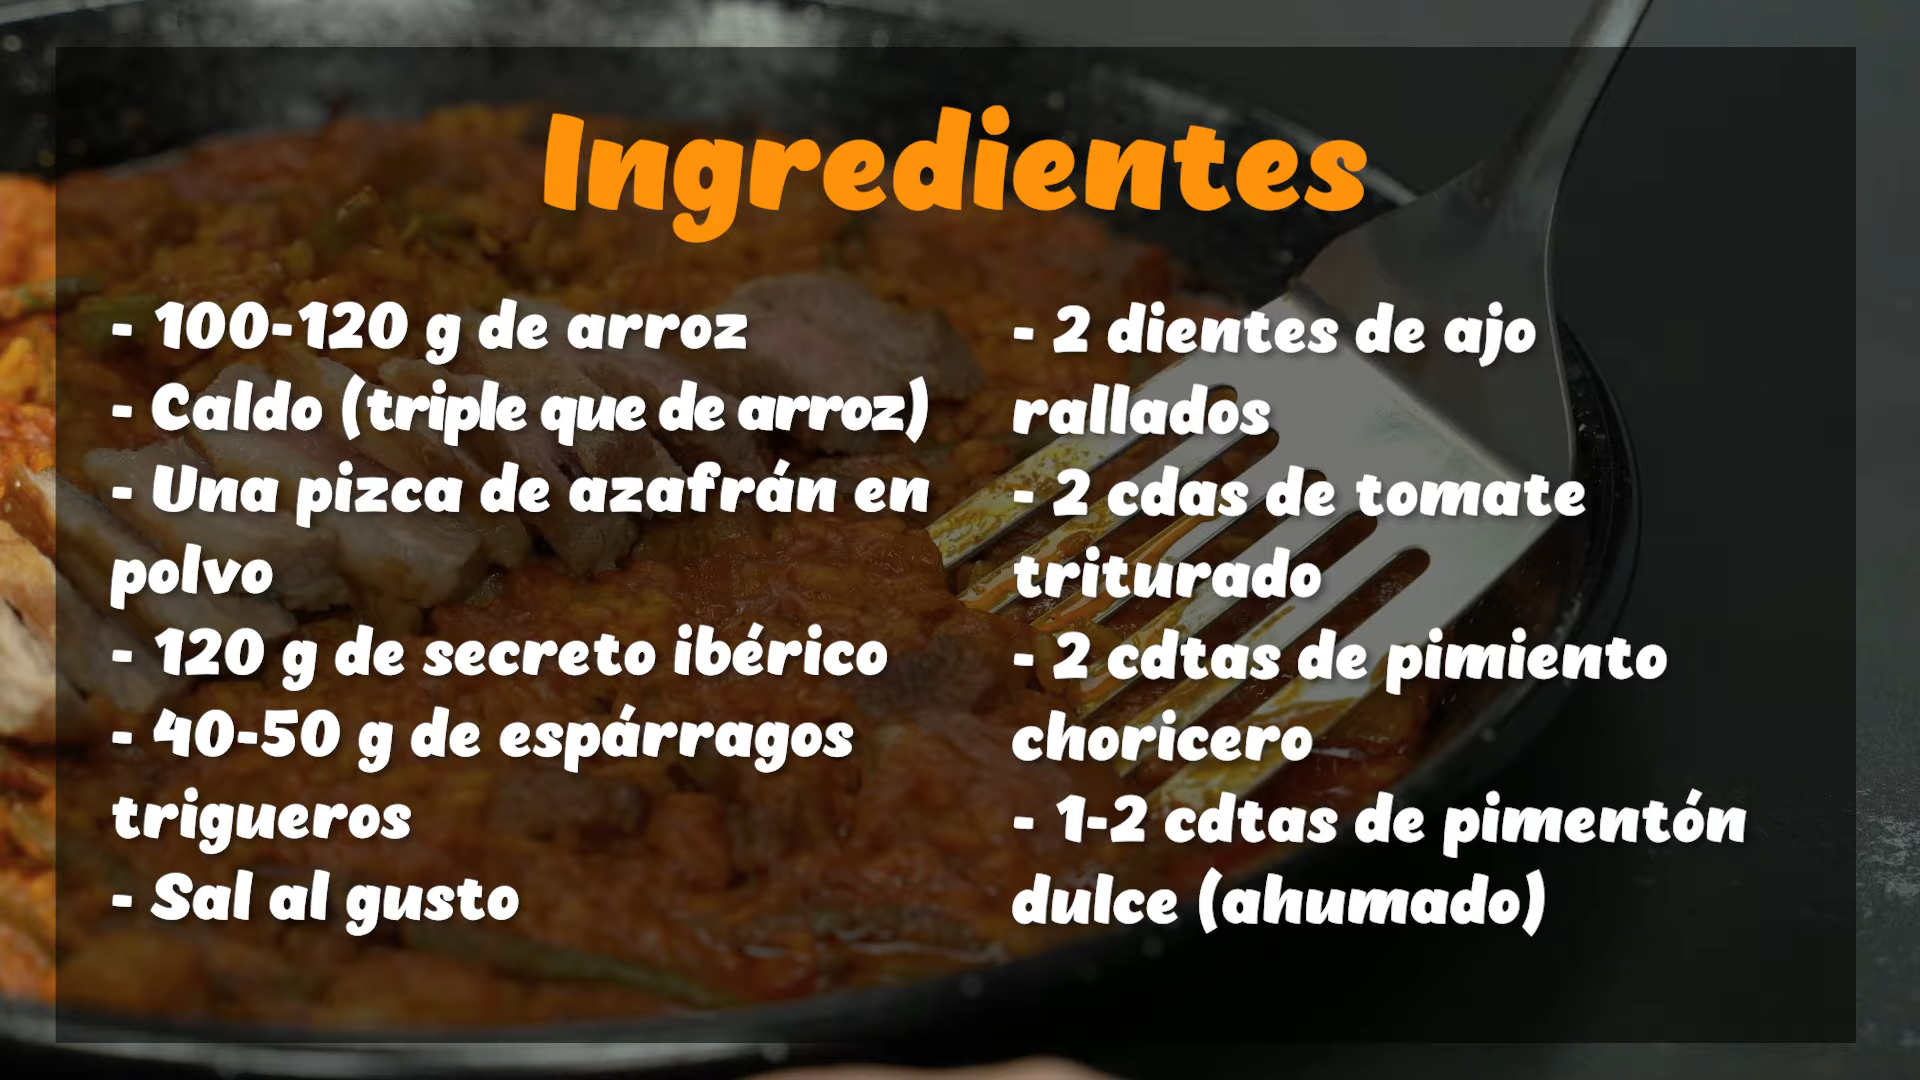 Ingredientes
- 100-120 g de arroz
- Caldo (triple que de arroz)
- Una pizca de azafrán en
polvo
- 120 g de secreto ibérico
- 40-50 g de espárragos
trigueros
- Sal al gusto
- 2 dientes de ajo
rallados
- 2 cdas de tomate
triturado
- 2 cdtas de pimiento
choricero
- 1-2 cdtas de pimentón
dulce (ahumado)